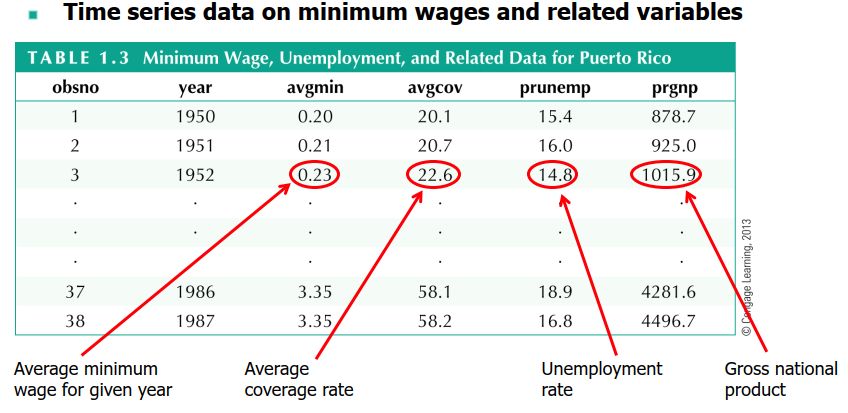 ▪ Time series data on minimum wages and related variables
TABLE 1.3 Minimum Wage, Unemployment, and Related Data for Puerto Rico
obsno year avgmin avgcov prunemp prgnp
1 1950 0.20 20.1 15.4 878.7
2 1951 0.21 20.7 16.0 925.0
3 1952 0.23 22.6 14.8 1015.9
. . . . . .
. . . . . .
. . . . . .
37 1986 3.35 58.1 18.9 4281.6
38 1987 3.35 58.2 16.8 4496.7
© Cengage Learning, 2013
Average minimum
wage for given year
Average
coverage rate
Unemployment
rate
Gross national
product